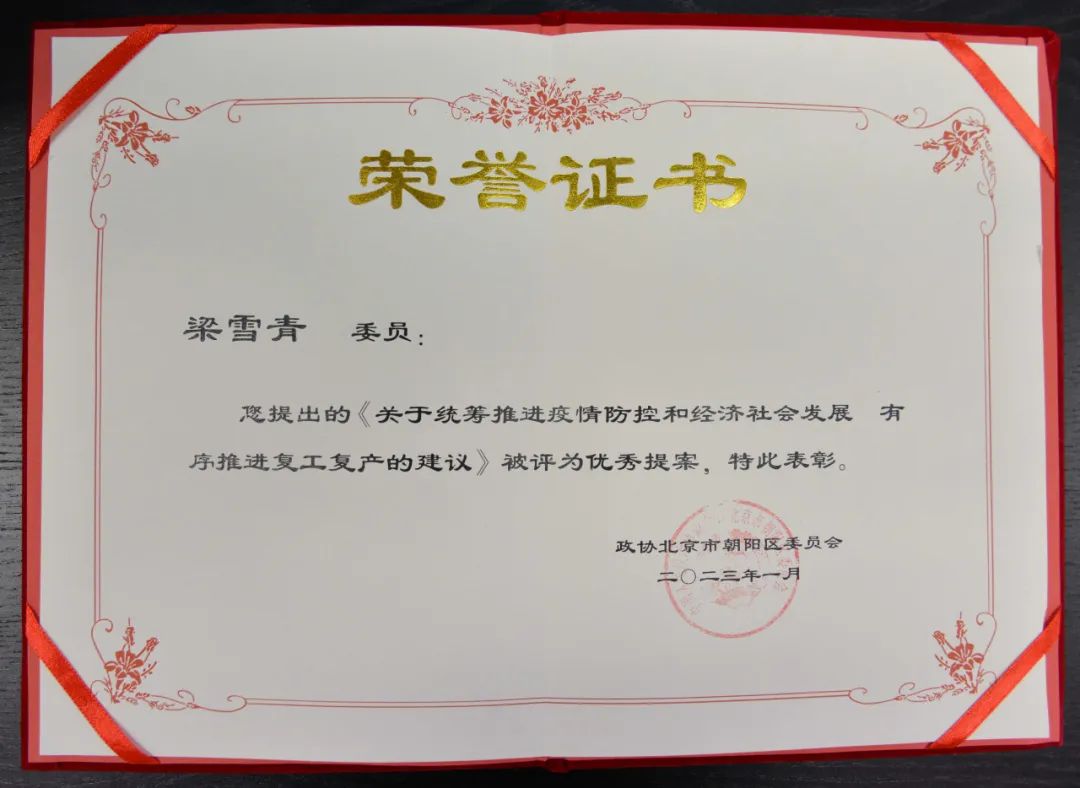 荣誉证书
梁雪青 委员：
您提出的《关于统筹推进疫情防控和经济社会发展 有
序推进复工复产的建议》被评为优秀提案，特此表彰。
政协北京市朝阳区委员会
二〇二三年一月